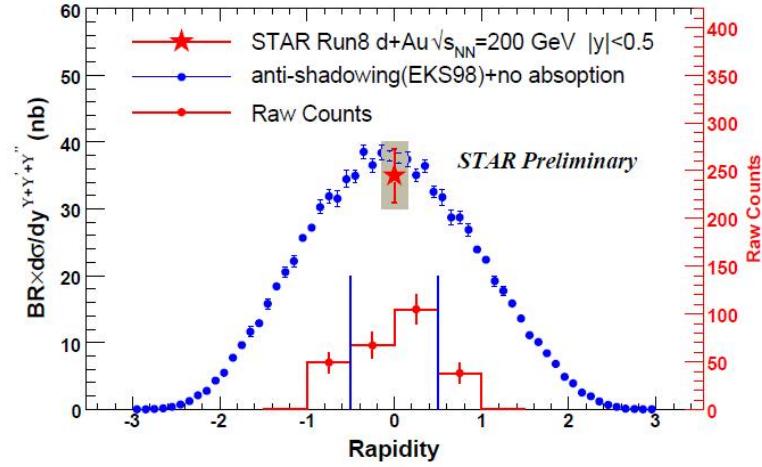 STAR Run8 d+Au √sNN=200 GeV |y|<0.5
anti-shadowing(EKS98)+no absoption
Raw Counts
STAR Preliminary
BR×dσ/dy^Υ+Υ'+Υ'' (nb)
60
50
40
30
20
10
0
400
350
300
250
200
150
100
50
0
Raw Counts
-3 -2 -1 0 1 2 3
Rapidity